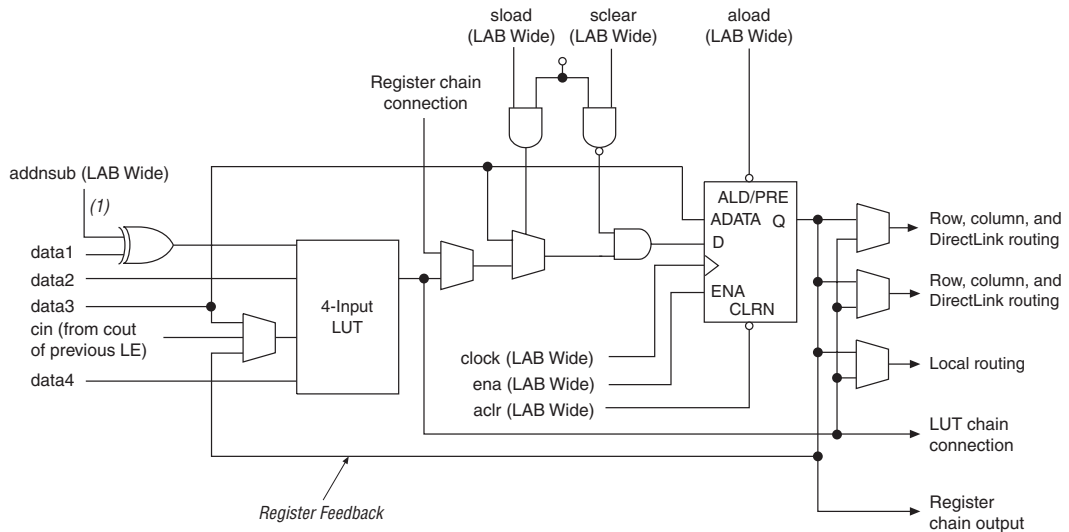 sload
(LAB Wide)
sclear
(LAB Wide)
aload
(LAB Wide)
Register chain
connection
addnsub (LAB Wide)
(1)
data1
data2
data3
cin (from cout
of previous LE)
data4
4-Input
LUT
ALD/PRE
ADATA Q
D
ENA
CLRN
clock (LAB Wide)
ena (LAB Wide)
aclr (LAB Wide)
Row, column, and
DirectLink routing
Row, column, and
DirectLink routing
Local routing
LUT chain
connection
Register
chain output
Register Feedback